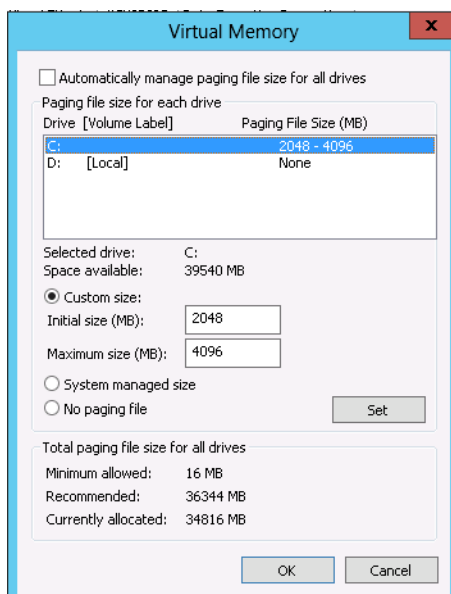 Virtual Memory
x
Automatically manage paging file size for all drives
Paging file size for each drive
Drive [Volume Label] Paging File Size (MB)
C: 2048 - 4096
D: [Local] None
Selected drive: C:
Space available: 39540 MB
Custom size:
Initial size (MB): 2048
Maximum size (MB): 4096
System managed size
No paging file Set
Total paging file size for all drives
Minimum allowed: 16 MB
Recommended: 36344 MB
Currently allocated: 34816 MB
OK Cancel